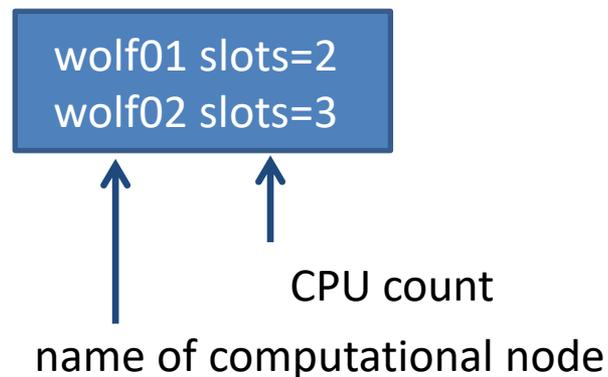 wolf01 slots=2
wolf02 slots=3
CPU count
name of computational node